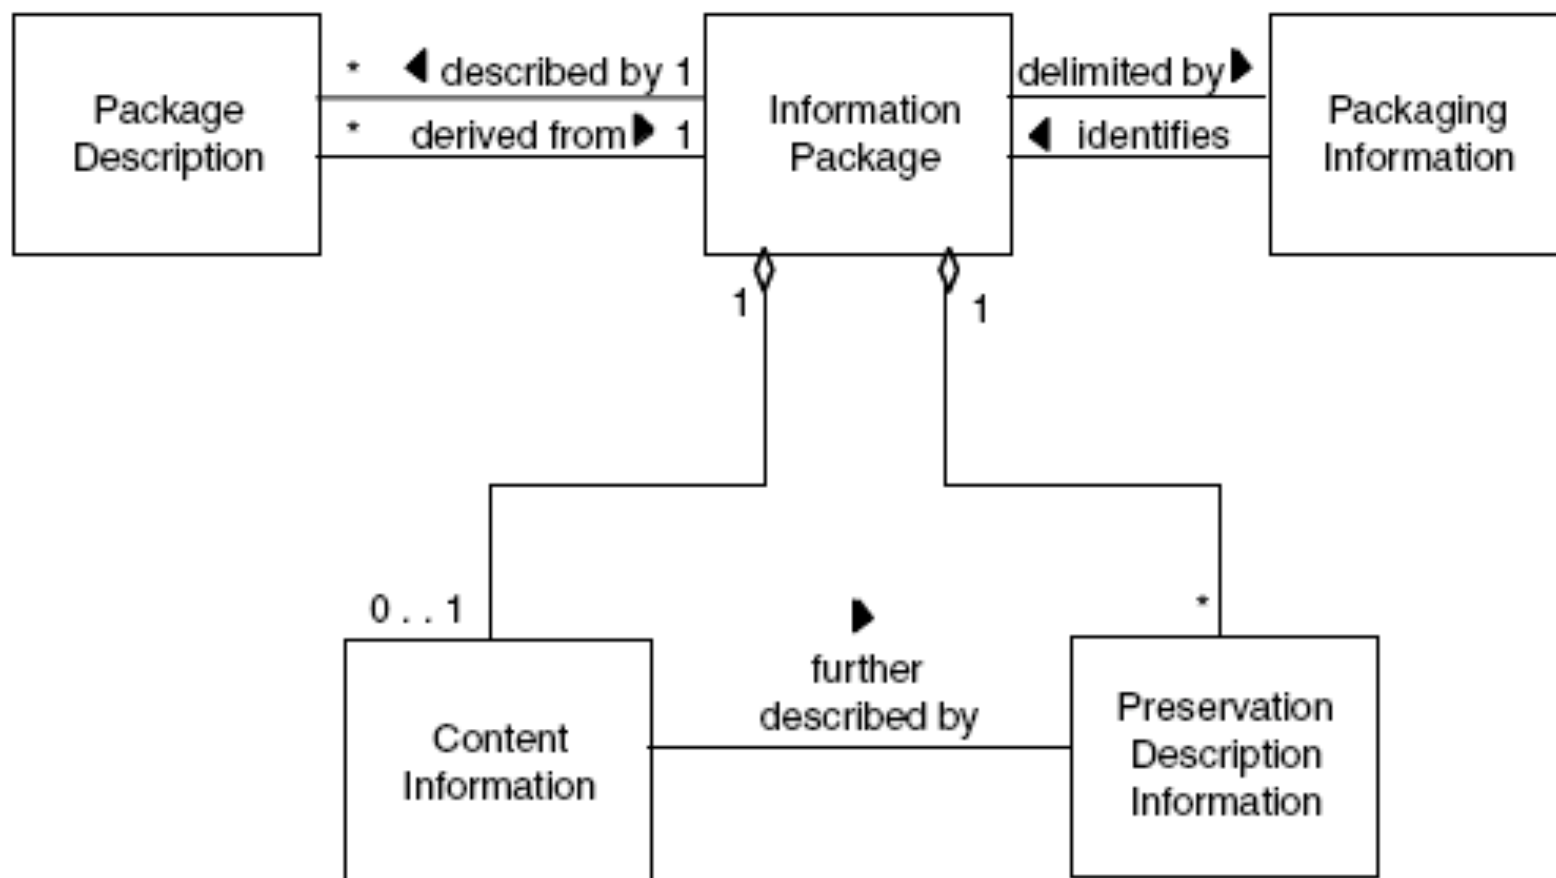 * described by 1
Package
Description
* derived from 1
Information
Package
delimited by
identifies
Packaging
Information
1
1
0 . . 1
*
further
described by
Content
Information
Preservation
Description
Information